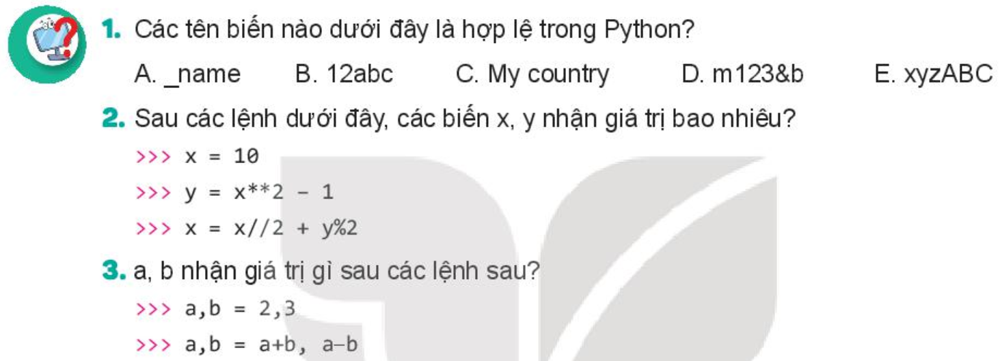 1. Các tên biến nào dưới đây là hợp lệ trong Python?
A. _name B. 12abc C. My country D. m123&b E. xyzABC
2. Sau các lệnh dưới đây, các biến x, y nhận giá trị bao nhiêu?
>>> x = 10
>>> y = x**2 – 1
>>> x = x//2 + y%2
3. a, b nhận giá trị gì sau các lệnh sau?
>>> a,b = 2,3
>>> a,b = a+b, a–b